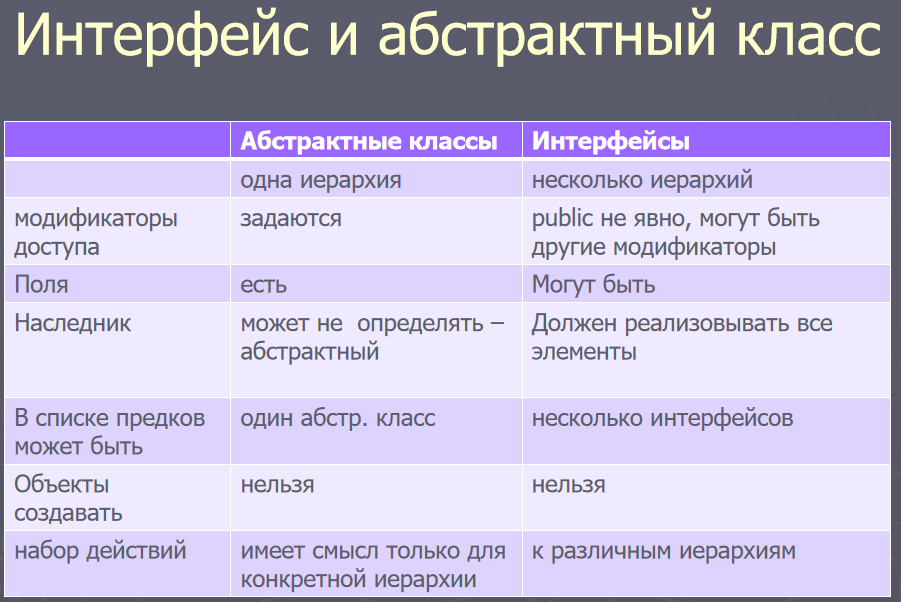 Интерфейс и абстрактный класс
Абстрактные классы
Интерфейсы
одна иерархия
несколько иерархий
модификаторы
доступа
задаются
public не явно, могут быть
другие модификаторы
Поля
есть
Могут быть
Наследник
может не  определять –
абстрактный
Должен реализовывать все
элементы
В списке предков
может быть
один абстр. класс
несколько интерфейсов
Объекты
создавать
нельзя
нельзя
набор действий
имеет смысл только для
конкретной иерархии
к различным иерархиям